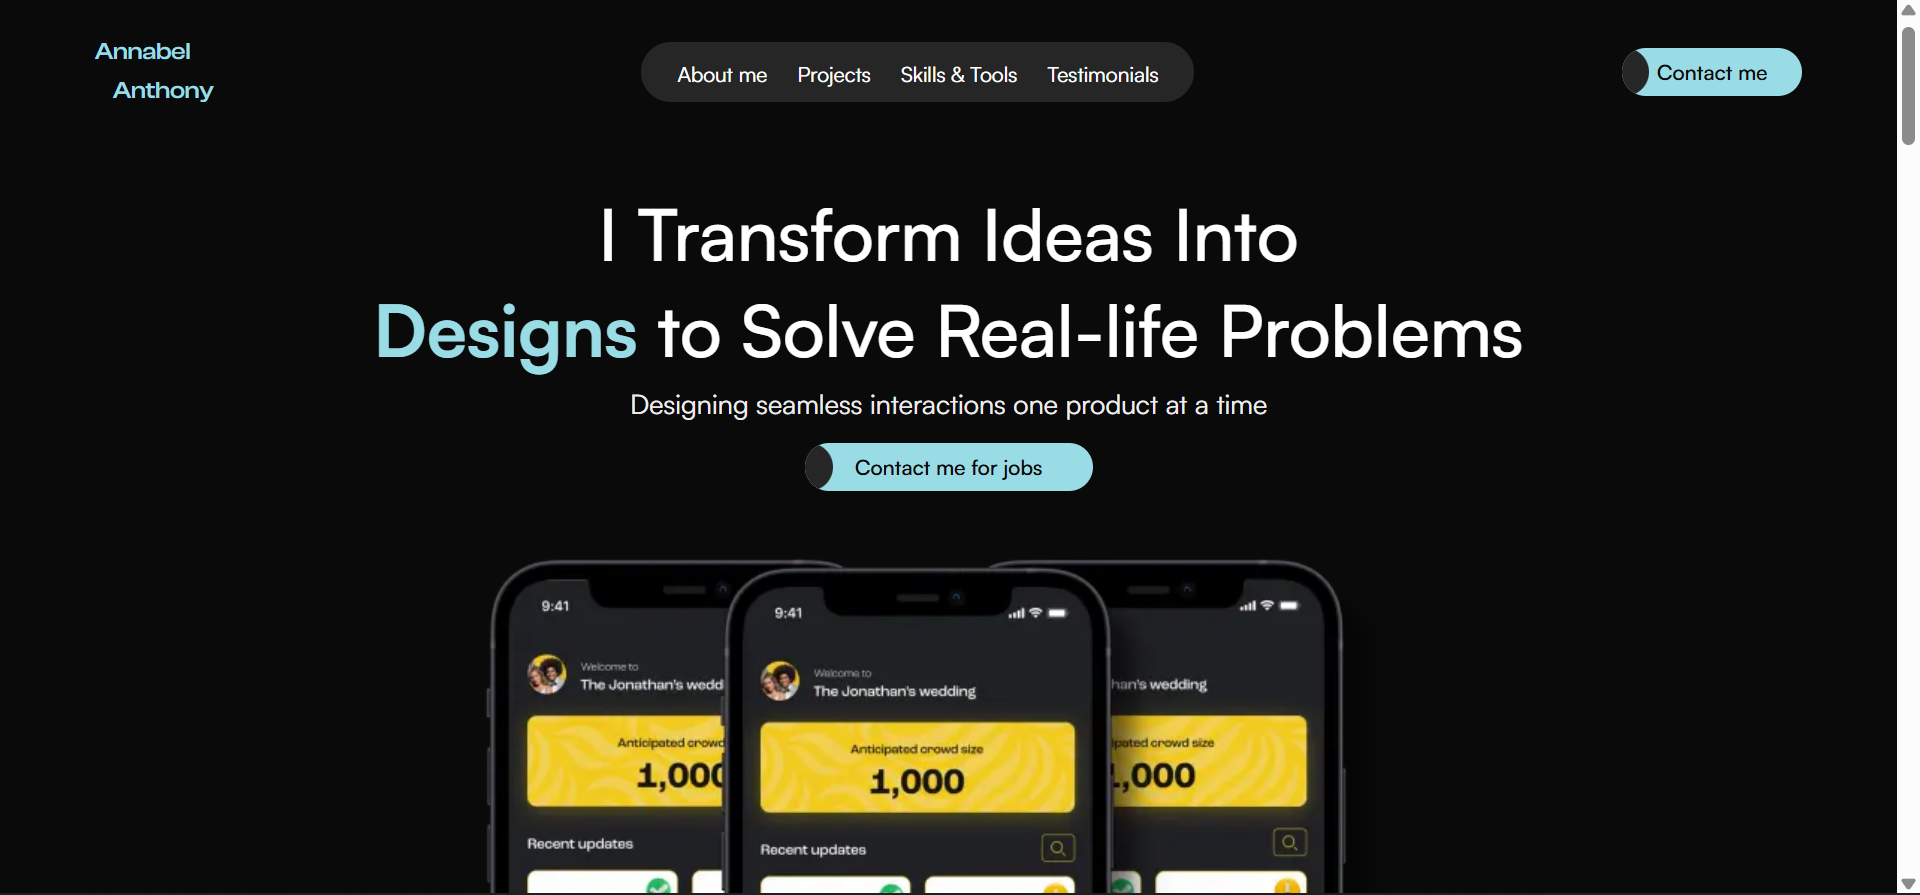 Annabel
Anthony
About me Projects Skills & Tools Testimonials
Contact me
I Transform Ideas Into
Designs to Solve Real-life Problems
Designing seamless interactions one product at a time
Contact me for jobs
9:41
Welcome to
The Jonathan's wedd
Anticipated crowd
1,000
Recent updates
9:41
Welcome to
The Jonathan's wedding
Anticipated crowd size
1,000
Recent updates
han's wedding
pated crowd size
1,000